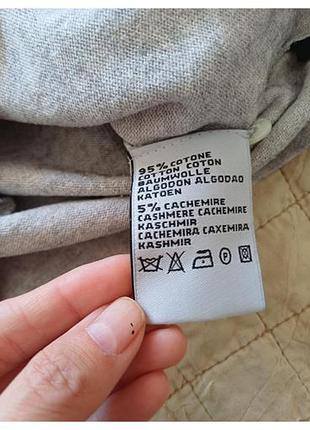 95% COTONE
COTTON COTON
BAUMWOLLE
ALGODON ALGODAO
KATOEN
5% CACHEMIRE
CASHMERE CACHEMIRE
KASCHMIR
CACHEMIRA CAXEMIRA
KASHMIR
P